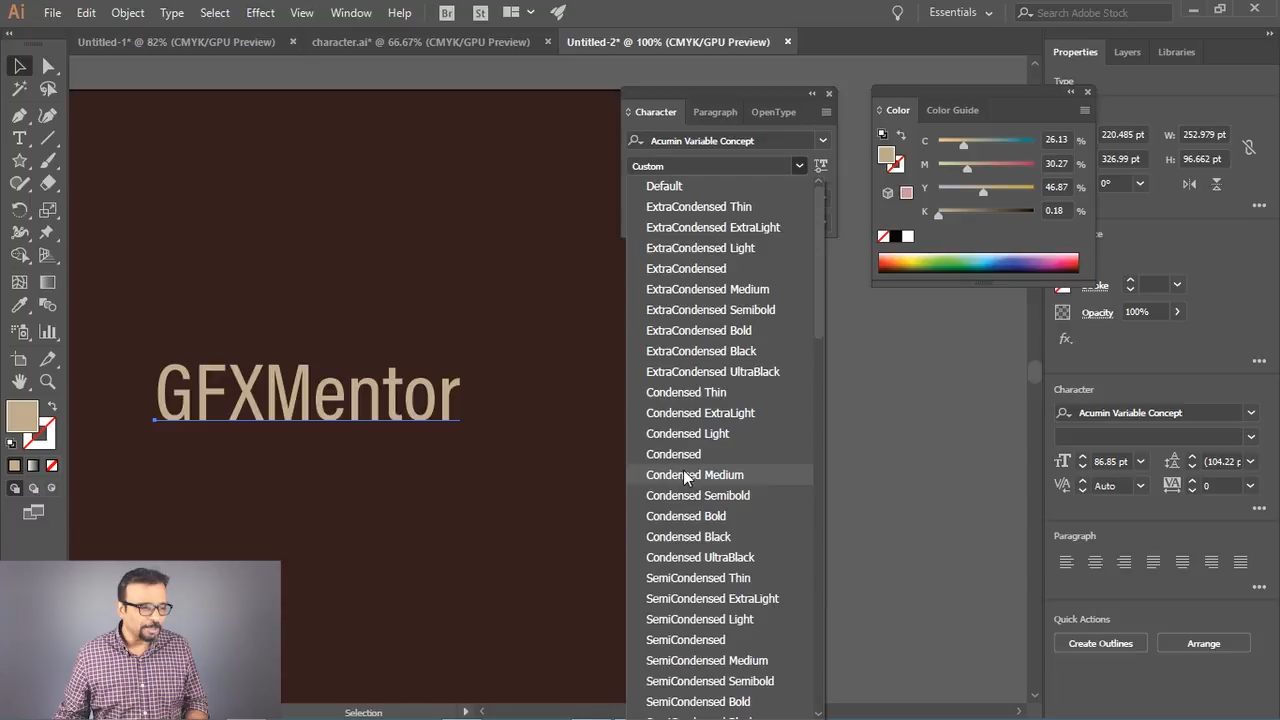 Ai File Edit Object Type Select Effect View Window Help Br St Essentials Search Adobe Stock
Untitled-1* @ 82% (CMYK/GPU Preview) character.ai* @ 66.67% (CMYK/GPU Preview) Untitled-2* @ 100% (CMYK/GPU Preview)
Properties Layers Libraries
Type
Character Paragraph OpenType
Acumin Variable Concept
Custom
Default
ExtraCondensed Thin
ExtraCondensed ExtraLight
ExtraCondensed Light
ExtraCondensed
ExtraCondensed Medium
ExtraCondensed Semibold
ExtraCondensed Bold
ExtraCondensed Black
ExtraCondensed UltraBlack
Condensed Thin
Condensed ExtraLight
Condensed Light
Condensed
Condensed Medium
Condensed Semibold
Condensed Bold
Condensed Black
Condensed UltraBlack
SemiCondensed Thin
SemiCondensed ExtraLight
SemiCondensed Light
SemiCondensed
SemiCondensed Medium
SemiCondensed Semibold
SemiCondensed Bold
Color Color Guide
C 26.13 %
M 30.27 %
Y 46.87 %
K 0.18 %
220.485 pt W: 252.979 pt
326.99 pt H: 96.662 pt
0°
Stroke
Opacity 100%
fx.
Character
Acumin Variable Concept
86.85 pt (104.22 p
Auto 0
Paragraph
Quick Actions
Create Outlines Arrange
GFXMentor
Selection